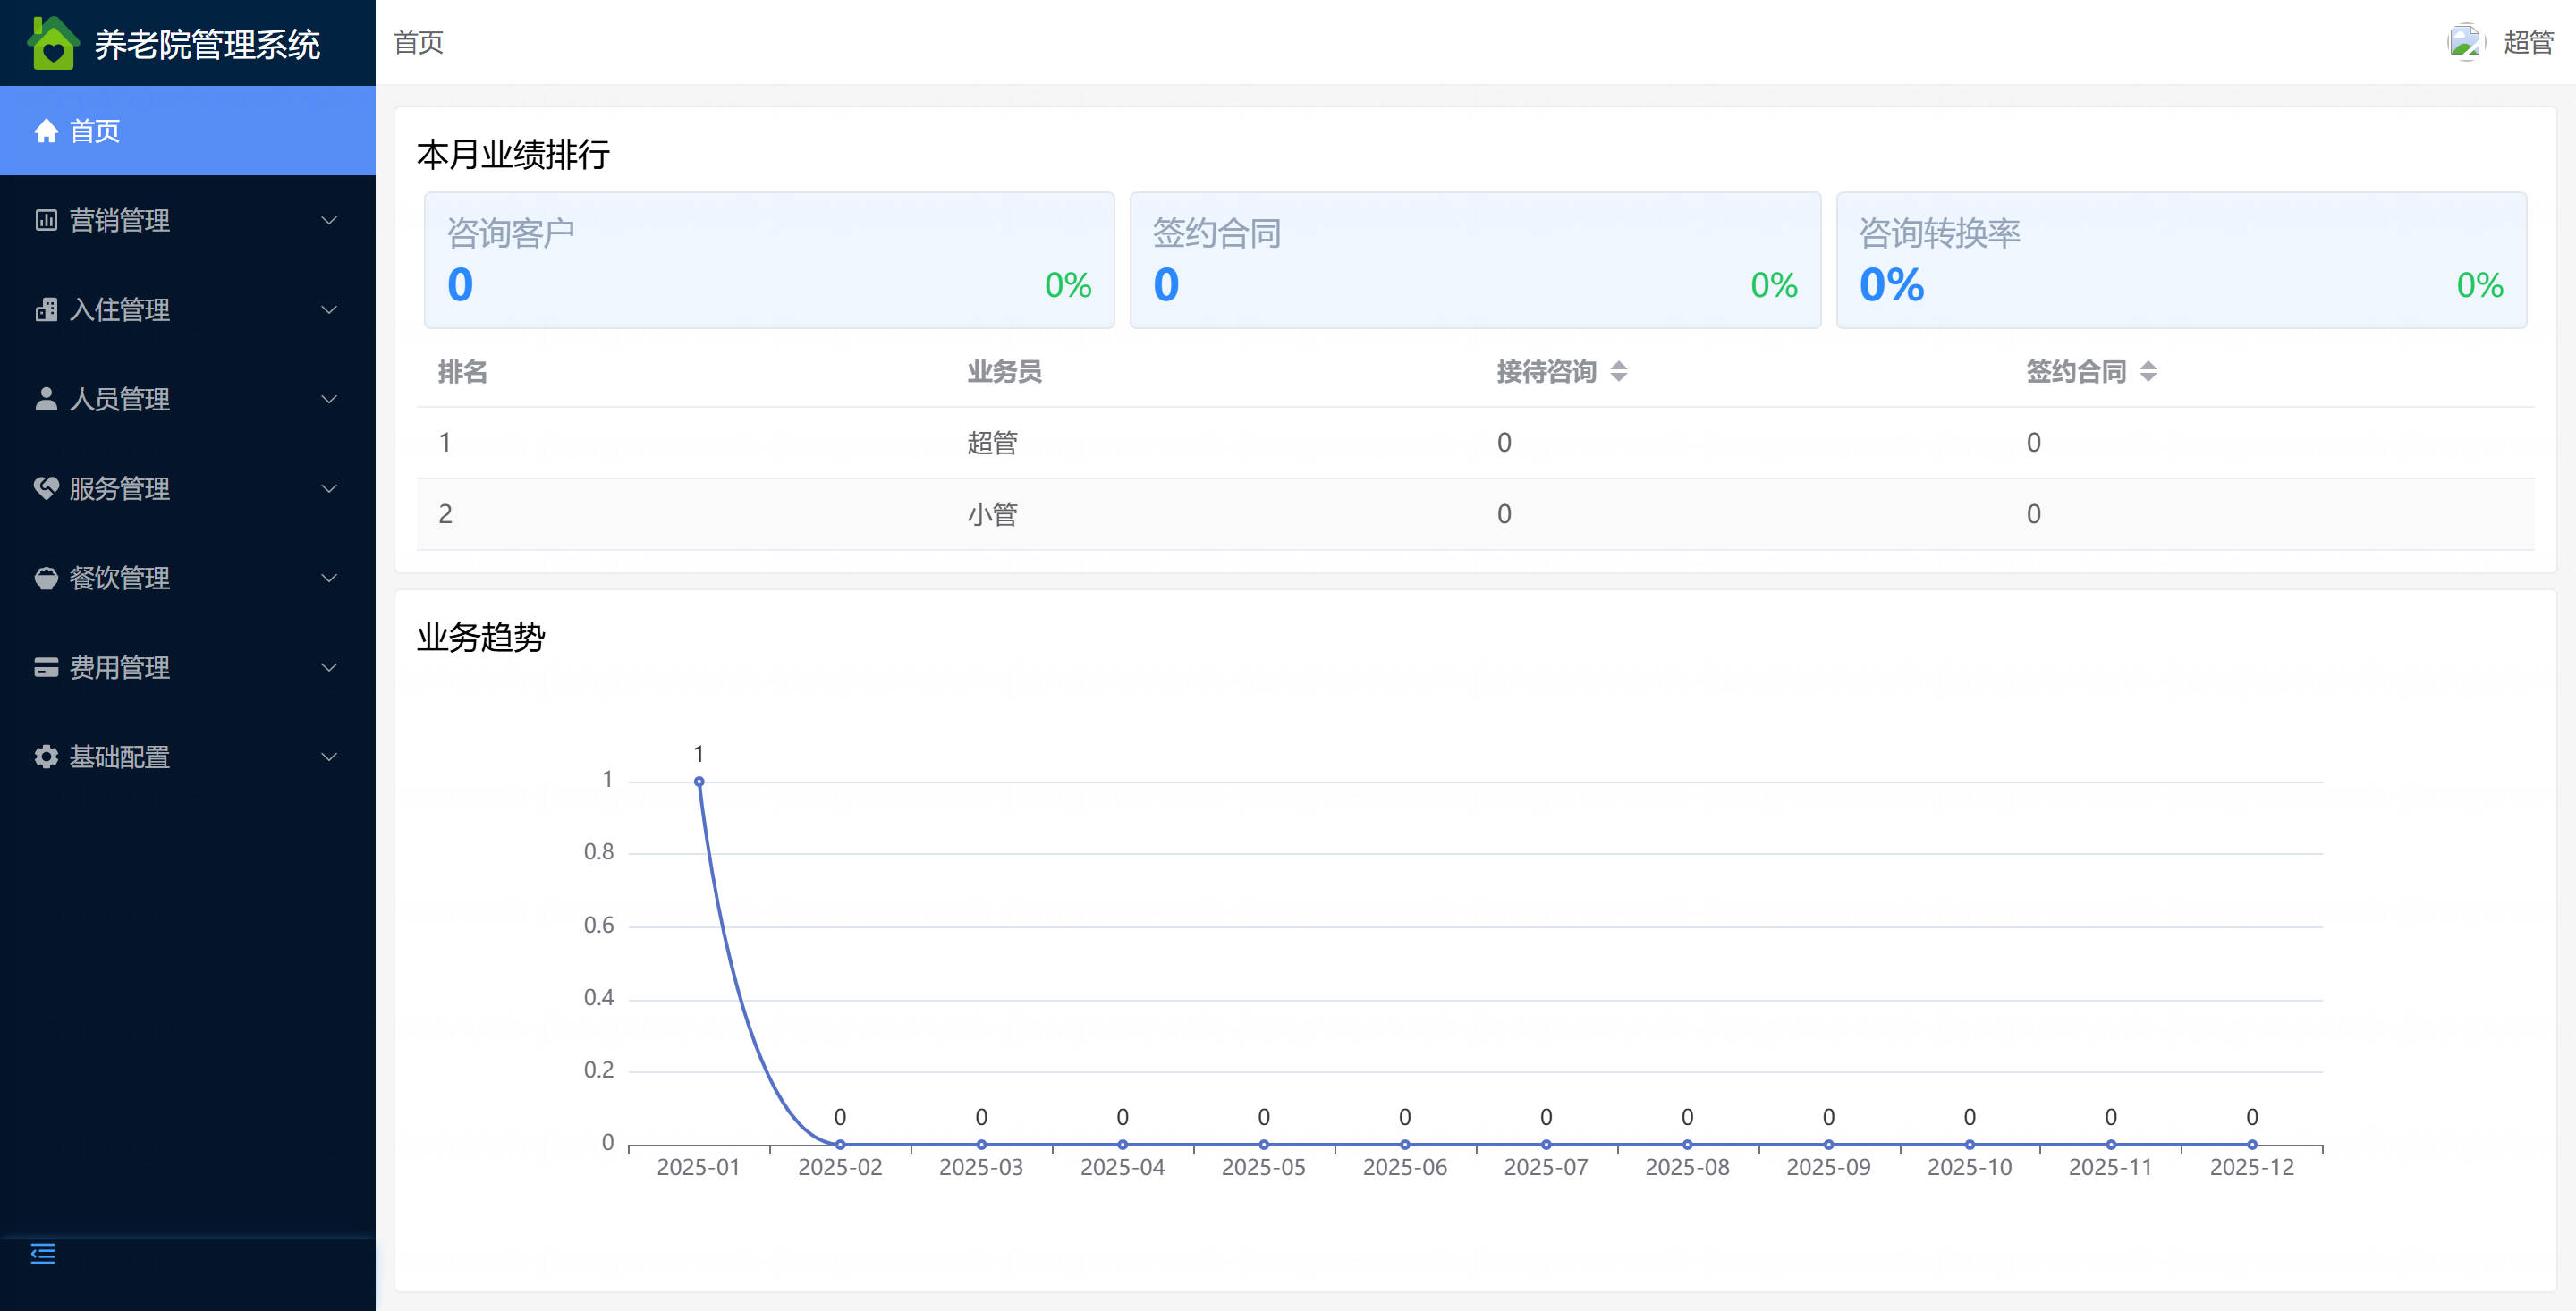 养老院管理系统
首页
超管
首页
营销管理
入住管理
人员管理
服务管理
餐饮管理
费用管理
基础配置
本月业绩排行
咨询客户
0 0%
签约合同
0 0%
咨询转换率
0% 0%
排名 业务员 接待咨询 签约合同
1 超管 0 0
2 小管 0 0
业务趋势
1
1
0.8
0.6
0.4
0.2
0 0 0 0 0 0 0 0 0 0 0
0
2025-01 2025-02 2025-03 2025-04 2025-05 2025-06 2025-07 2025-08 2025-09 2025-10 2025-11 2025-12